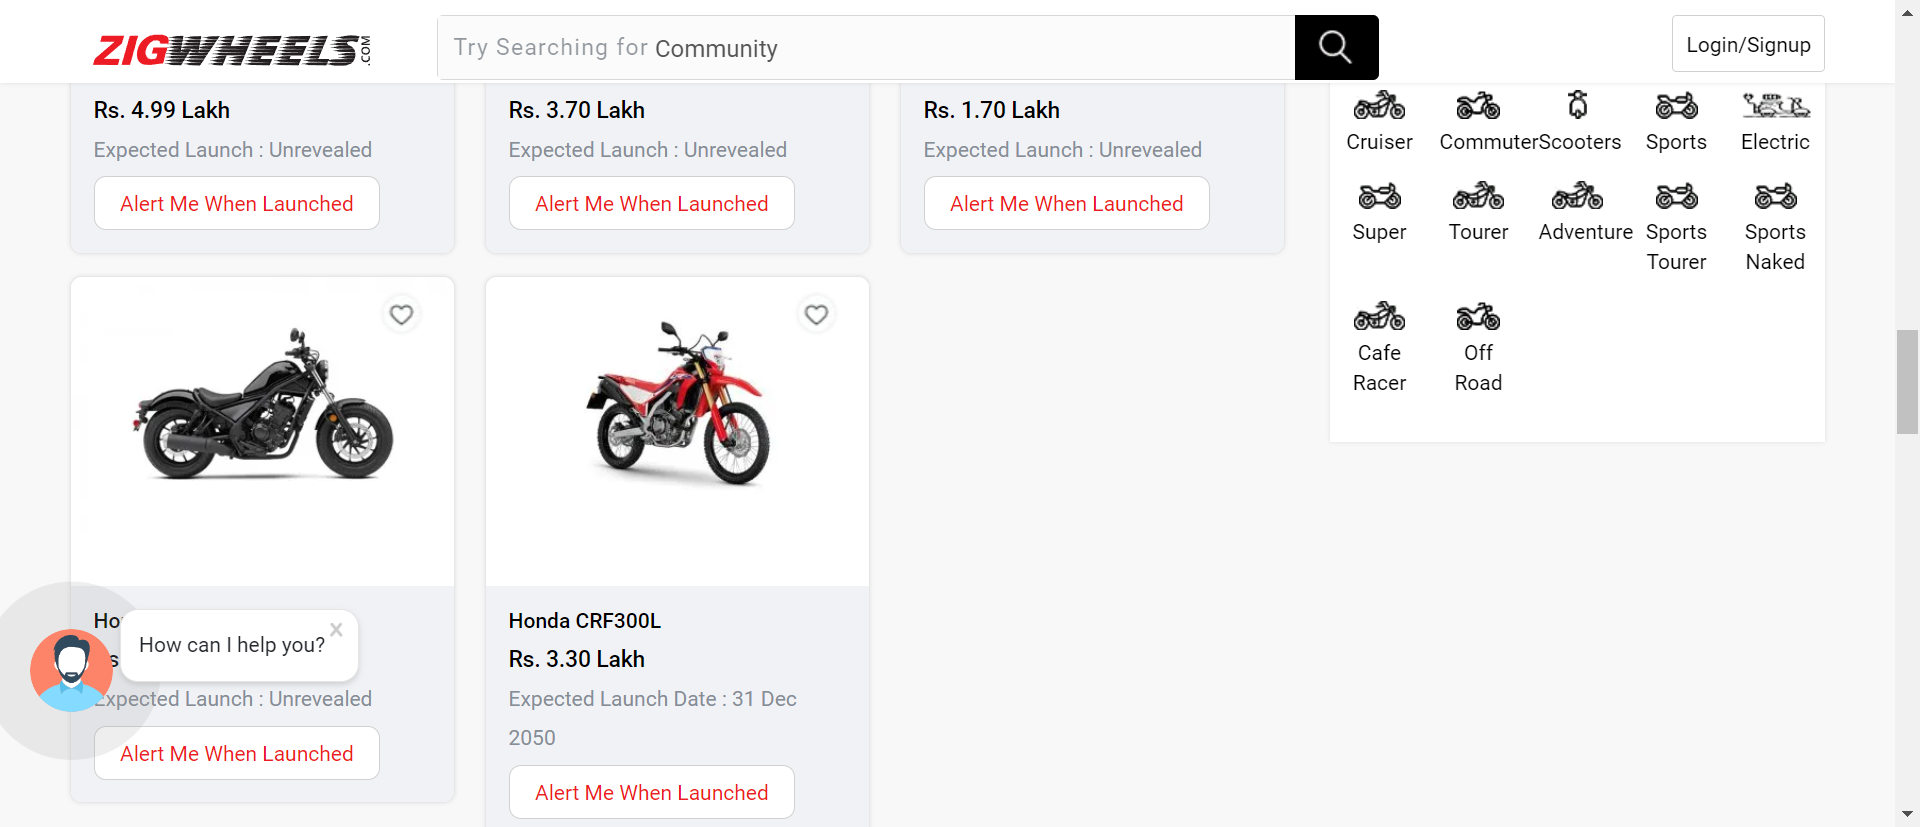 ZIGWHEELS.COM
Try Searching for Community
Login/Signup
Rs. 4.99 Lakh
Expected Launch : Unrevealed
Alert Me When Launched
Rs. 3.70 Lakh
Expected Launch : Unrevealed
Alert Me When Launched
Rs. 1.70 Lakh
Expected Launch : Unrevealed
Alert Me When Launched
Cruiser
Commuter
Scooters
Sports
Electric
Super
Tourer
Adventure
Sports
Tourer
Sports
Naked
Cafe
Racer
Off
Road
How can I help you?
Expected Launch : Unrevealed
Alert Me When Launched
Honda CRF300L
Rs. 3.30 Lakh
Expected Launch Date : 31 Dec
2050
Alert Me When Launched